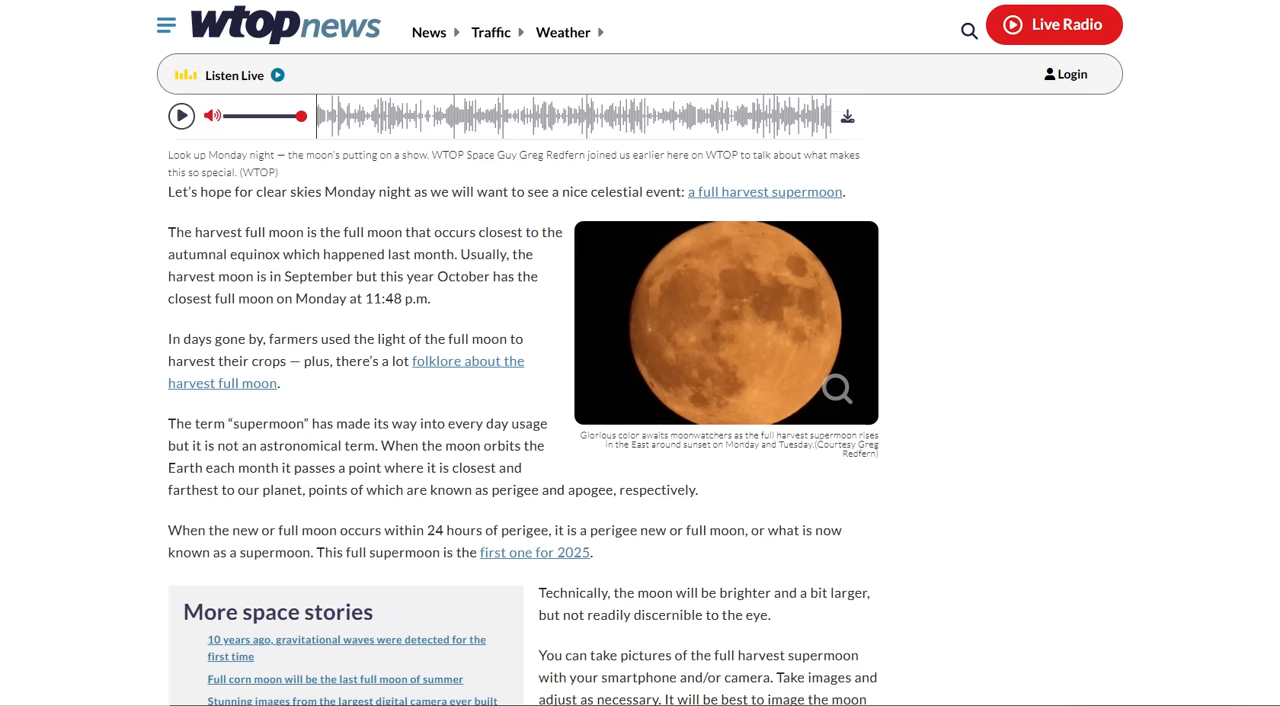 wtopnews
News
Traffic
Weather
Live Radio
Listen Live
Login
Look up Monday night — the moon's putting on a show. WTOP Space Guy Greg Redfern joined us earlier here on WTOP to talk about what makes
this so special. (WTOP)
Let's hope for clear skies Monday night as we will want to see a nice celestial event: a full harvest supermoon.
The harvest full moon is the full moon that occurs closest to the
autumnal equinox which happened last month. Usually, the
harvest moon is in September but this year October has the
closest full moon on Monday at 11:48 p.m.
Glorious color awaits moonwatchers as the full harvest supermoon rises
in the East around sunset on Monday and Tuesday.(Courtesy Greg
Redfern)
In days gone by, farmers used the light of the full moon to
harvest their crops — plus, there's a lot folklore about the
harvest full moon.
The term “supermoon” has made its way into every day usage
but it is not an astronomical term. When the moon orbits the
Earth each month it passes a point where it is closest and
farthest to our planet, points of which are known as perigee and apogee, respectively.
When the new or full moon occurs within 24 hours of perigee, it is a perigee new or full moon, or what is now
known as a supermoon. This full supermoon is the first one for 2025.
More space stories
10 years ago, gravitational waves were detected for the
first time
Full corn moon will be the last full moon of summer
Stunning images from the largest digital camera ever built
Technically, the moon will be brighter and a bit larger,
but not readily discernible to the eye.
You can take pictures of the full harvest supermoon
with your smartphone and/or camera. Take images and
adjust as necessary. It will be best to image the moon